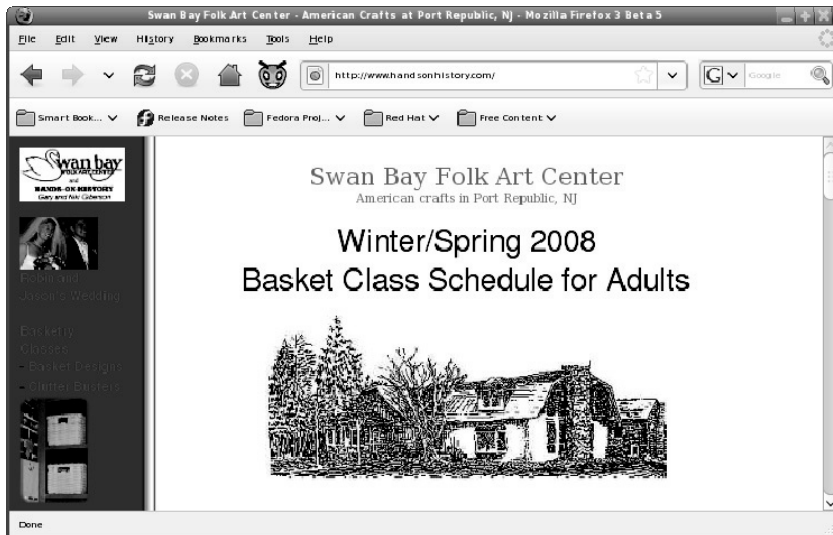 Swan Bay Folk Art Center - American Crafts at Port Republic, NJ - Mozilla Firefox 3 Beta 5
File Edit View History Bookmarks Tools Help
http://www.handsonhistory.com/
G Google
Smart Book... Release Notes Fedora Proj... Red Hat Free Content
Swan bay
FOLK ART CENTER
and
HANDS-ON-HISTORY
Gary and Niki Giberson
Robin and
Jason's Wedding
Basketry
Classes
- Basket Designs
- Clutter Busters
Swan Bay Folk Art Center
American crafts in Port Republic, NJ
Winter/Spring 2008
Basket Class Schedule for Adults
Done